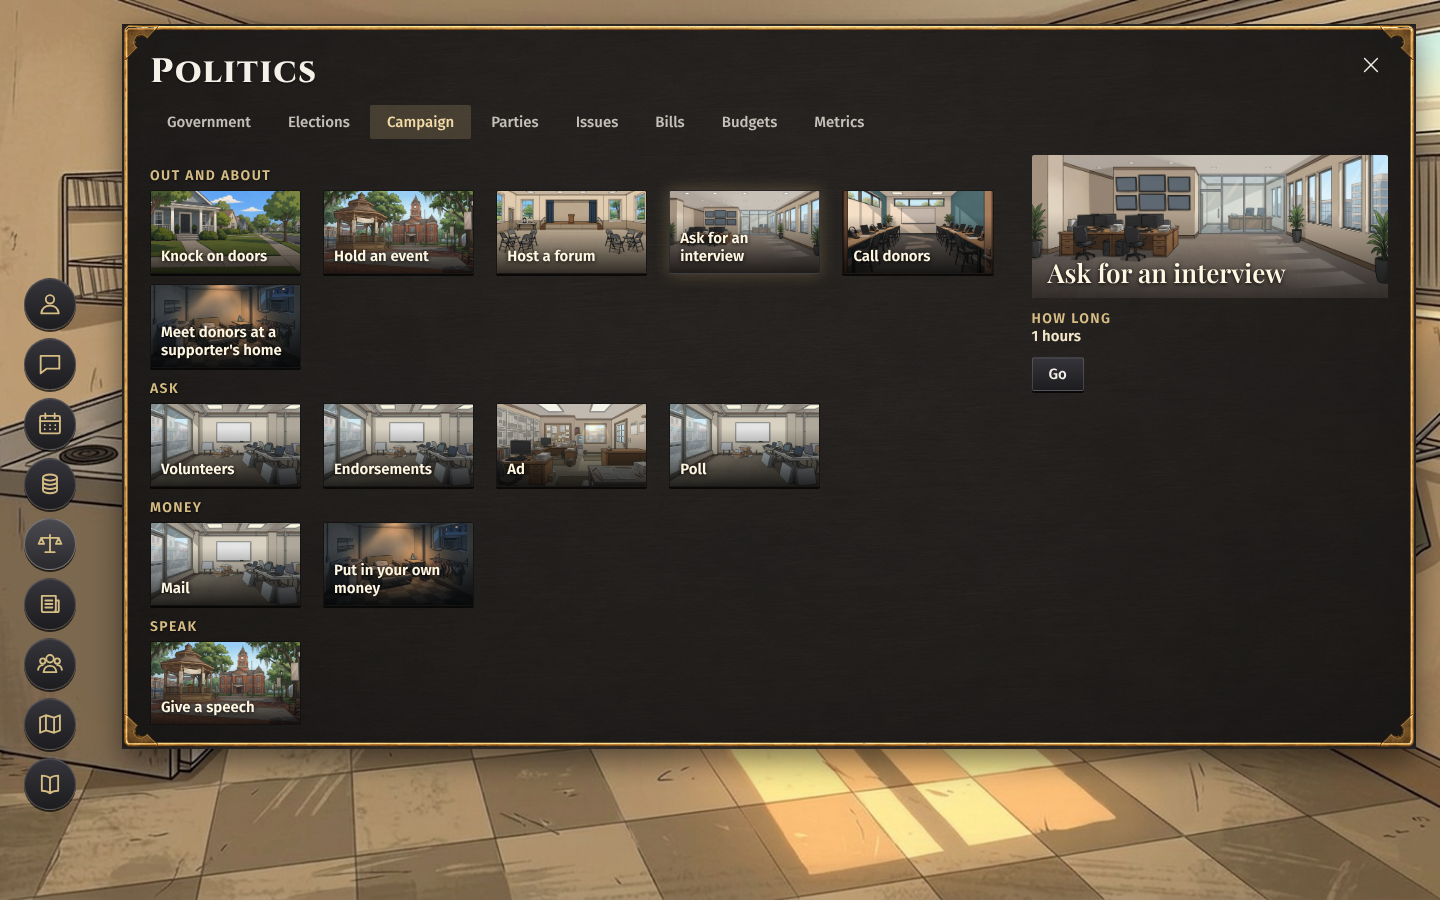 Politics
Government
Elections
Campaign
Parties
Issues
Bills
Budgets
Metrics
OUT AND ABOUT
Knock on doors
Hold an event
Host a forum
Ask for an
interview
Call donors
Meet donors at a
supporter's home
ASK
Volunteers
Endorsements
Ad
Poll
MONEY
Mail
Put in your own
money
SPEAK
Give a speech
Ask for an interview
HOW LONG
1 hours
Go